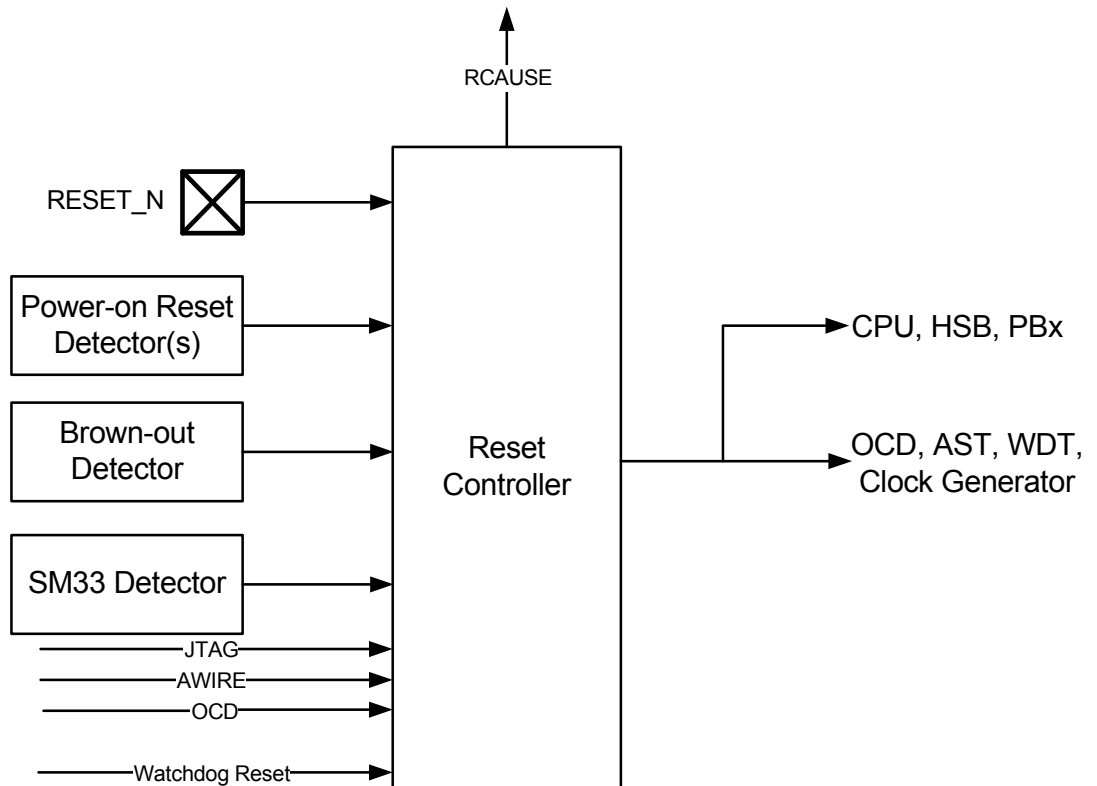 RCAUSE
RESET_N
Power-on Reset
Detector(s)
Brown-out
Detector
SM33 Detector
JTAG
AWIRE
OCD
Watchdog Reset
Reset
Controller
CPU, HSB, PBx
OCD, AST, WDT,
Clock Generator